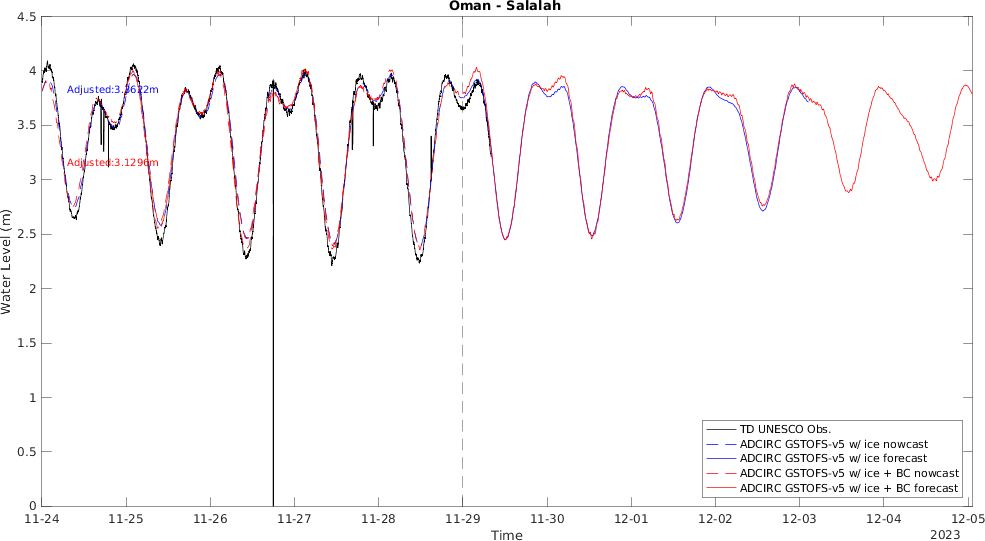 Oman - Salalah
4.5
4
3.5
3
2.5
2
1.5
1
0.5
0
Water Level (m)
Adjusted:3.3622m
Adjusted:3.1296m
TD UNESCO Obs.
ADCIRC GSTOFS-v5 w/ ice nowcast
ADCIRC GSTOFS-v5 w/ ice forecast
ADCIRC GSTOFS-v5 w/ ice + BC nowcast
ADCIRC GSTOFS-v5 w/ ice + BC forecast
11-24 11-25 11-26 11-27 11-28 11-29 11-30 12-01 12-02 12-03 12-04 12-05
Time
2023